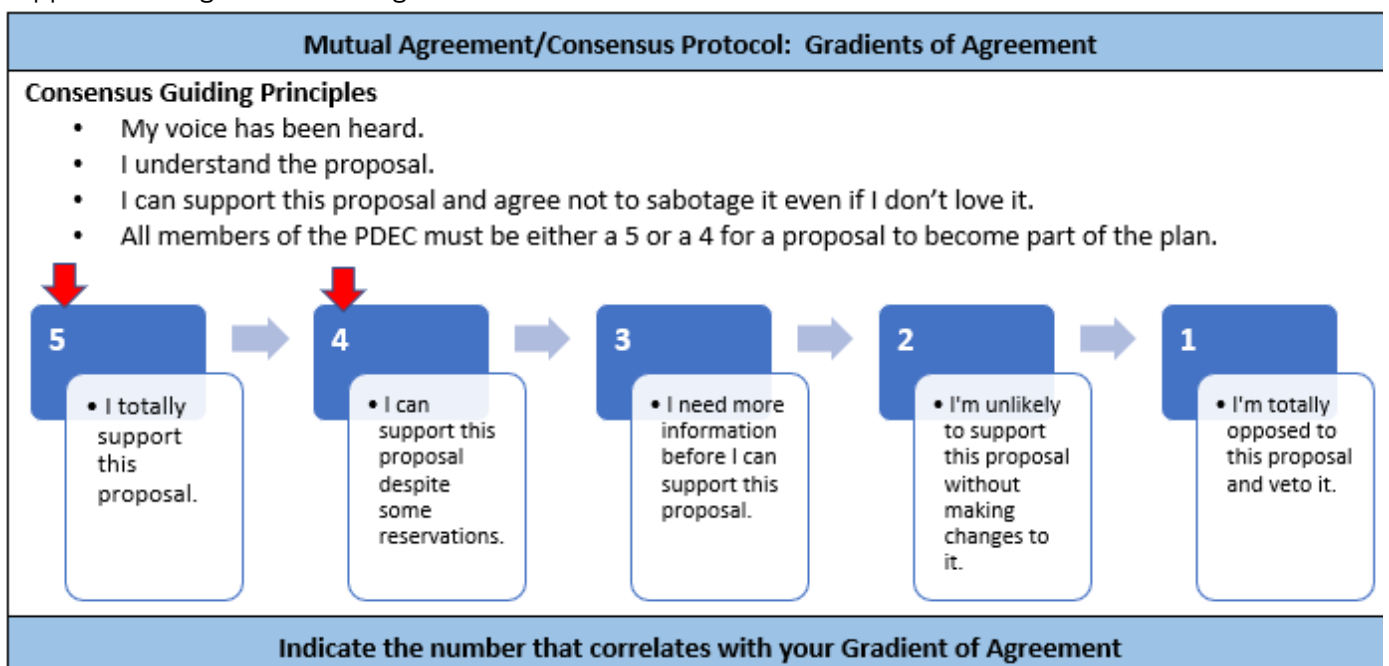 Mutual Agreement/Consensus Protocol:  Gradients of Agreement
Consensus Guiding Principles
• My voice has been heard.
• I understand the proposal.
• I can support this proposal and agree not to sabotage it even if I don’t love it.
• All members of the PDEC must be either a 5 or a 4 for a proposal to become part of the plan.
5
• I totally
support
this
proposal.
4
• I can
support this
proposal
despite
some
reservations.
3
• I need more
information
before I can
support this
proposal.
2
• I'm unlikely
to support
this proposal
without
making
changes to
it.
1
• I'm totally
opposed to
this proposal
and veto it.
Indicate the number that correlates with your Gradient of Agreement